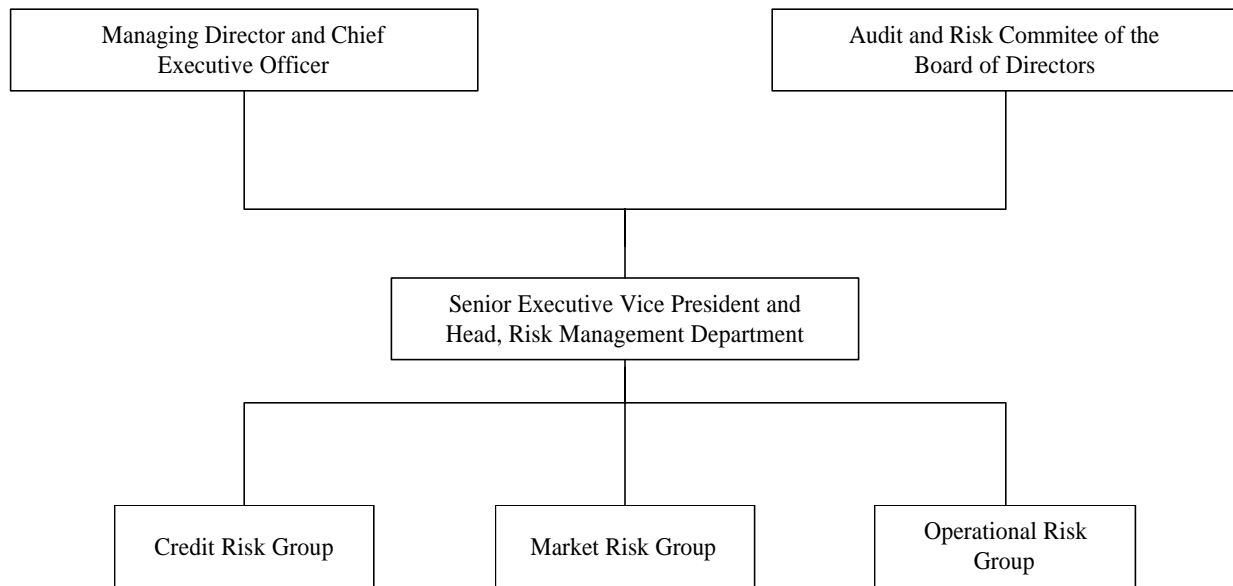 Managing Director and Chief
Executive Officer
Audit and Risk Commitee of the
Board of Directors
Senior Executive Vice President and
Head, Risk Management Department
Credit Risk Group
Market Risk Group
Operational Risk
Group